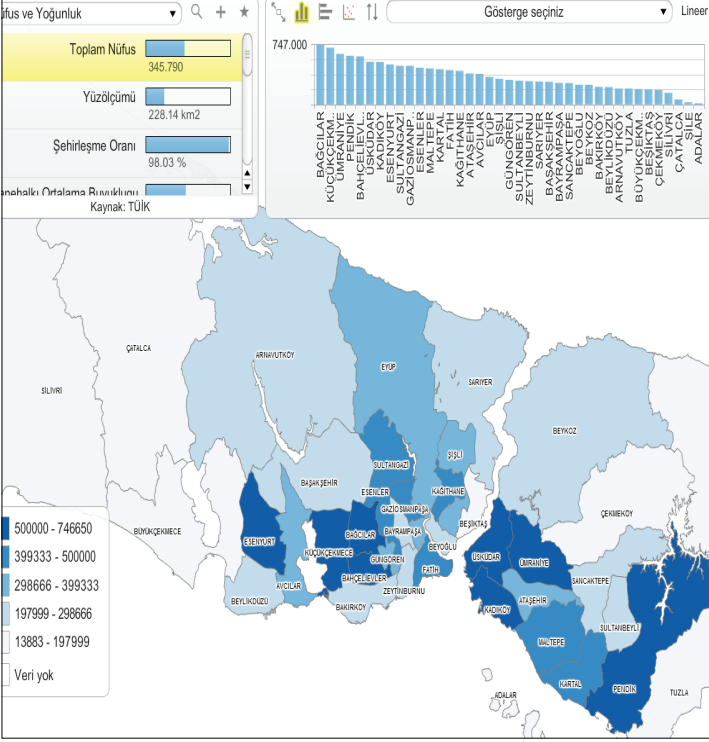 üfus ve Yoğunluk
Toplam Nüfus
345.790
Yüzölçümü
228.14 km2
Şehirleşme Oranı
98.03 %
anehalkı Ortalama Büyüklüğü
Kaynak: TÜİK
Gösterge seçiniz
Lineer
747.000
BAĞCILAR
KÜÇÜKÇEKM..
ÜMRANİYE
PENDİK
BAHÇELİEVL..
ÜSKÜDAR
KADIKÖY
ESENYURT
SULTANGAZİ
GAZİOSMANP..
ESENLER
MALTEPE
KARTAL
FATİH
KAĞITHANE
ATAŞEHİR
AVCILAR
EYÜP
ŞİŞLİ
GÜNGÖREN
SULTANBEYLİ
ZEYTİNBURNU
SARIYER
BAŞAKŞEHİR
BAYRAMPAŞA
SANCAKTEPE
BEYOĞLU
BEYKOZ
BAKIRKÖY
BEYLİKDÜZÜ
ARNAVUTKÖY
TUZLA
BÜYÜKÇEKM..
BEŞİKTAŞ
ÇEKMEKÖY
SİLİVRİ
ÇATALCA
ŞİLE
ADALAR
ÇATALCA
ARNAVUTKÖY
EYÜP
SARIYER
SİLİVRİ
BEYKOZ
ŞİŞLİ
SULTANGAZİ
BAŞAKŞEHİR
ESENLER
KAĞITHANE
GAZİOSMANPAŞA
ÇEKMEKÖY
BÜYÜKÇEKMECE
BEŞİKTAŞ
BAYRAMPAŞA
BAĞCILAR
ESENYURT
BEYOĞLU
KÜÇÜKÇEKMECE
GÜNGÖREN
ÜSKÜDAR
ÜMRANİYE
FATİH
BAHÇELİEVLER
SANCAKTEPE
AVCILAR
ZEYTİNBURNU
BEYLİKDÜZÜ
ATAŞEHİR
BAKIRKÖY
KADIKÖY
SULTANBEYLİ
MALTEPE
KARTAL
PENDİK
TUZLA
ADALAR
500000 - 746650
399333 - 500000
298666 - 399333
197999 - 298666
13883 - 197999
Veri yok